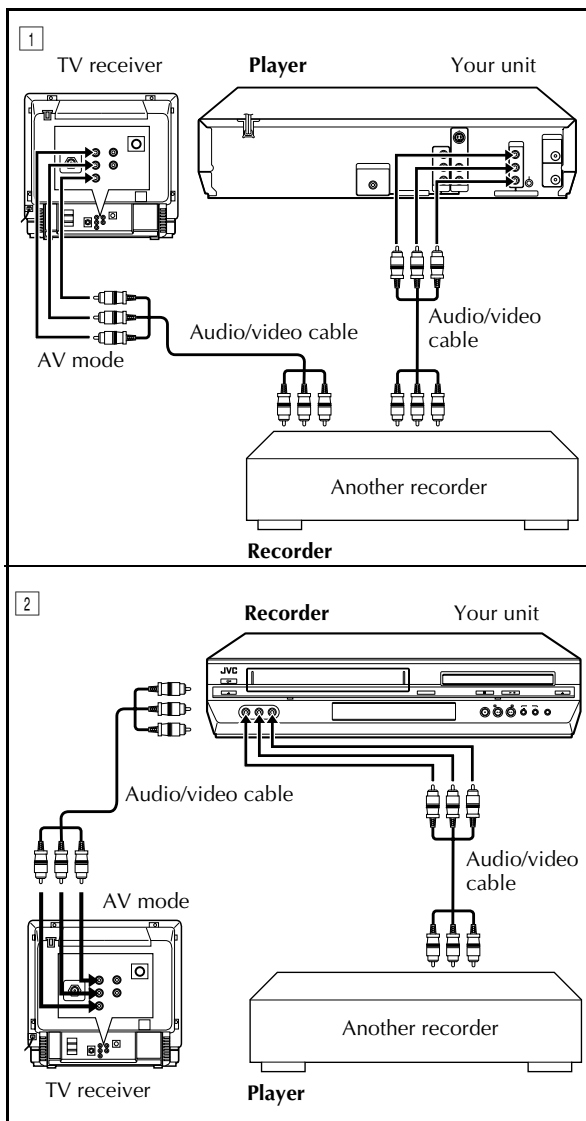 1
TV receiver Player Your unit
Audio/video cable
Audio/video
cable
AV mode
Another recorder
Recorder
2
Recorder Your unit
JVC
Audio/video cable
Audio/video
cable
AV mode
Another recorder
TV receiver
Player